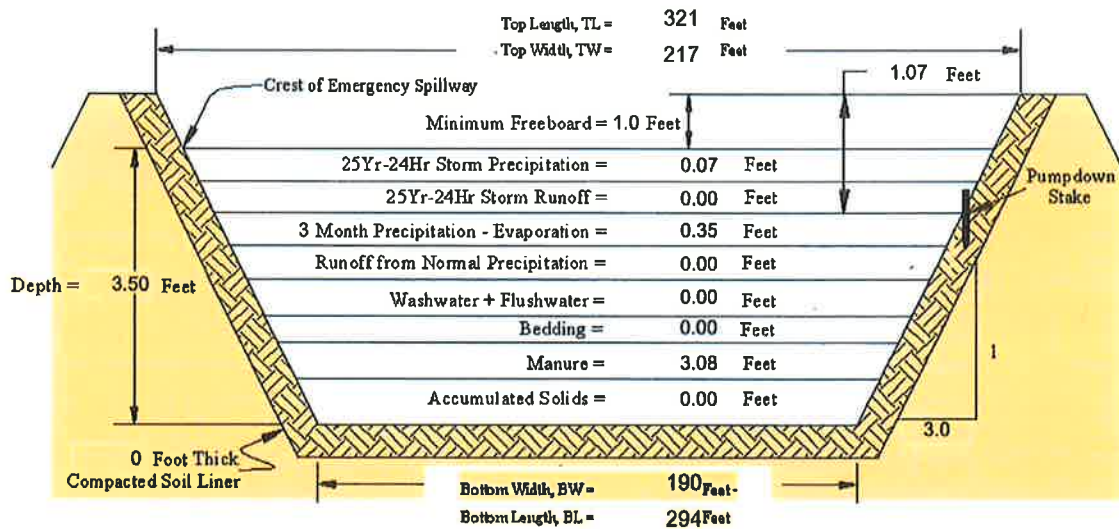 Top Length, TL = 321 Feet
Top Width, TW = 217 Feet
1.07 Feet
Crest of Emergency Spillway
Minimum Freeboard = 1.0 Feet
25Yr-24Hr Storm Precipitation = 0.07 Feet
25Yr-24Hr Storm Runoff = 0.00 Feet
Pumpdown
Stake
3 Month Precipitation - Evaporation = 0.35 Feet
Runoff from Normal Precipitation = 0.00 Feet
Depth = 3.50 Feet
Washwater + Flushwater = 0.00 Feet
Bedding = 0.00 Feet
Manure = 3.08 Feet
1
Accumulated Solids = 0.00 Feet
3.0
0 Foot Thick
Compacted Soil Liner
Bottom Width, BW = 190 Feet-
Bottom Length, BL = 294 Feet